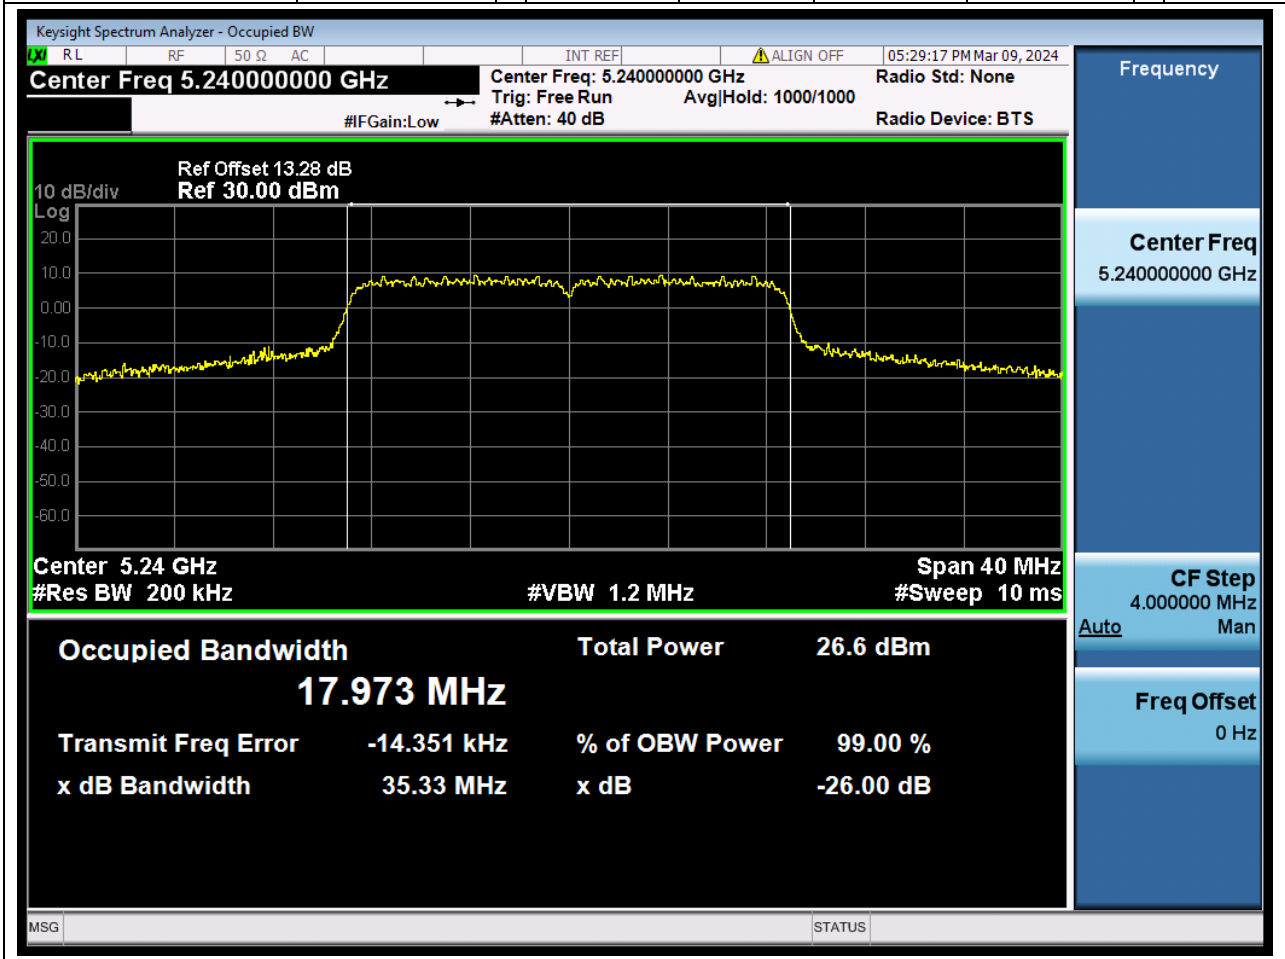 Keysight Spectrum Analyzer - Occupied BW
LXI RL RF 50 Ω AC INT REF ALIGN OFF 05:29:17 PM Mar 09, 2024
Center Freq 5.240000000 GHz
Center Freq: 5.240000000 GHz
Radio Std: None
Trig: Free Run
Avg|Hold: 1000/1000
#IFGain:Low
#Atten: 40 dB
Radio Device: BTS
Ref Offset 13.28 dB
10 dB/div
Ref 30.00 dBm
Log
20.0
10.0
0.00
-10.0
-20.0
-30.0
-40.0
-50.0
-60.0
Center 5.24 GHz
Span 40 MHz
#Res BW 200 kHz
#VBW 1.2 MHz
#Sweep 10 ms
Occupied Bandwidth
Total Power 26.6 dBm
17.973 MHz
Transmit Freq Error -14.351 kHz
% of OBW Power 99.00 %
x dB Bandwidth 35.33 MHz
x dB -26.00 dB
MSG
STATUS
Frequency
Center Freq
5.240000000 GHz
CF Step
4.000000 MHz
Auto Man
Freq Offset
0 Hz